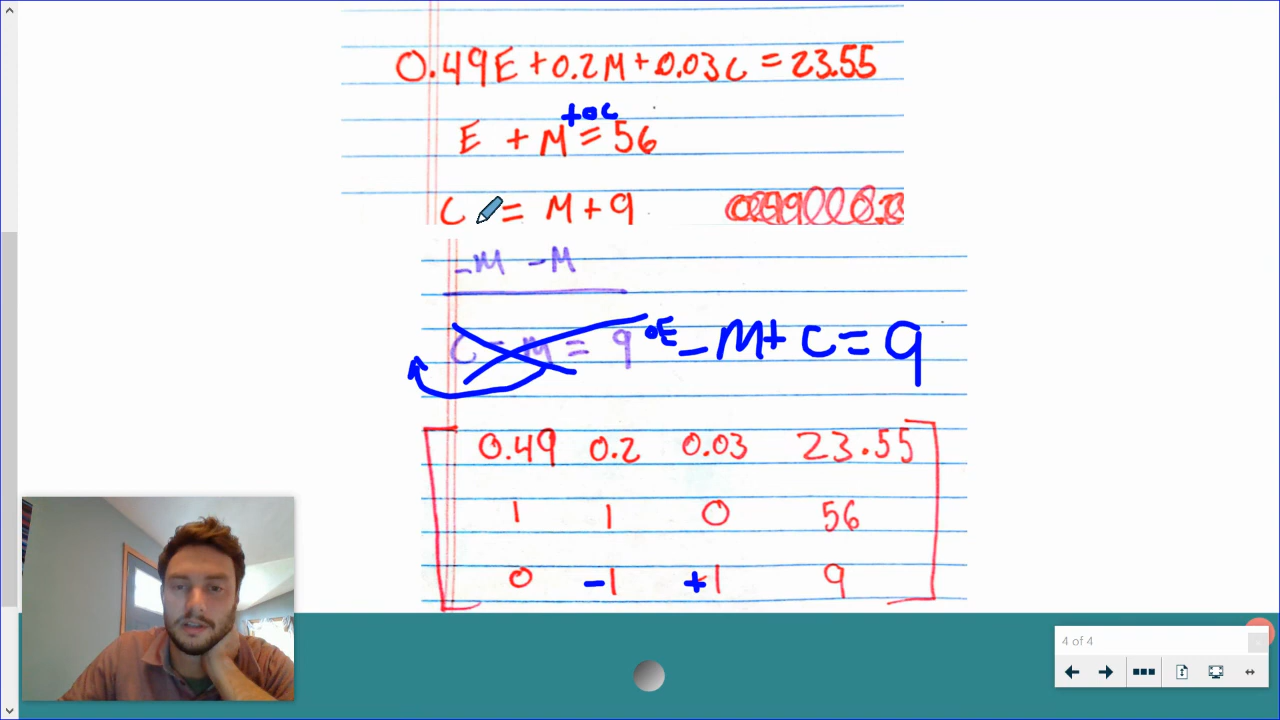 0.49E + 0.2M + 0.03C = 23.55
+ 0C
E + M = 56
C = M + 9
-M -M
C - M = 9 0E - M + C = 9
0.49 0.2 0.03 23.55
1 1 0 56
0 -1 +1 9
4 of 4